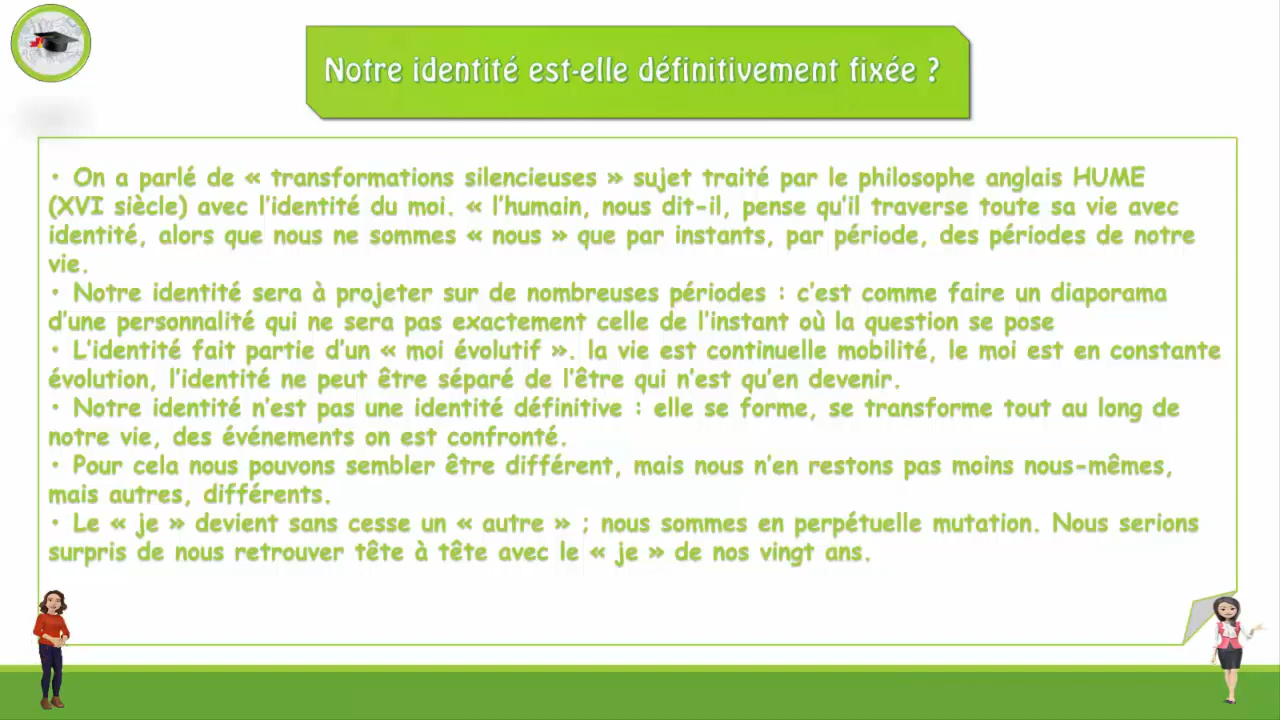 Notre identité est-elle définitivement fixée ?
• On a parlé de « transformations silencieuses » sujet traité par le philosophe anglais HUME
(XVI siècle) avec l'identité du moi. « l'humain, nous dit-il, pense qu'il traverse toute sa vie avec
identité, alors que nous ne sommes « nous » que par instants, par période, des périodes de notre
vie.
• Notre identité sera à projeter sur de nombreuses périodes : c'est comme faire un diaporama
d'une personnalité qui ne sera pas exactement celle de l'instant où la question se pose
• L'identité fait partie d'un « moi évolutif ». la vie est continuelle mobilité, le moi est en constante
évolution, l'identité ne peut être séparé de l'être qui n'est qu'en devenir.
• Notre identité n'est pas une identité définitive : elle se forme, se transforme tout au long de
notre vie, des événements on est confronté.
• Pour cela nous pouvons sembler être différent, mais nous n'en restons pas moins nous-mêmes,
mais autres, différents.
• Le « je » devient sans cesse un « autre » ; nous sommes en perpétuelle mutation. Nous serions
surpris de nous retrouver tête à tête avec le « je » de nos vingt ans.